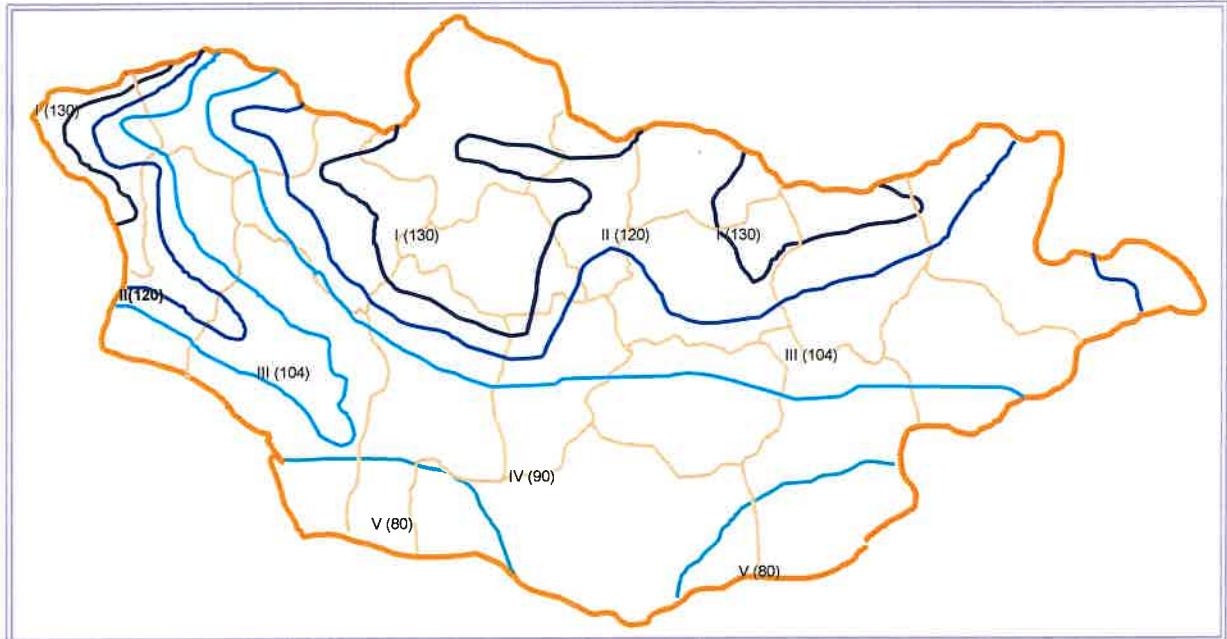 I (130)
I (130)
II (120)
I (130)
II(120)
III (104)
III (104)
IV (90)
V (80)
V (80)